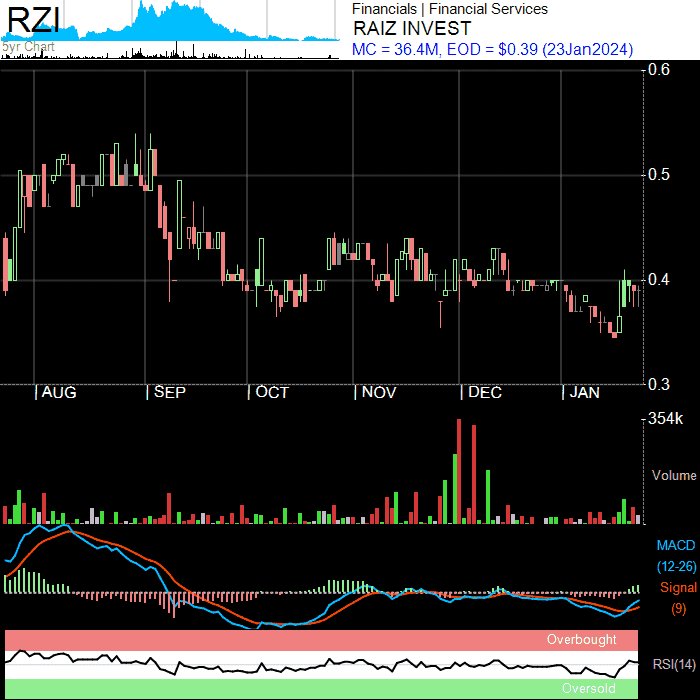 RZI
5yr Chart
Financials | Financial Services
RAIZ INVEST
MC = 36.4M, EOD = $0.39 (23Jan2024)
0.6
0.5
0.4
0.3
| AUG | SEP | OCT | NOV | DEC | JAN
354k
Volume
MACD
(12-26)
Signal
(9)
Overbought
RSI(14)
Oversold